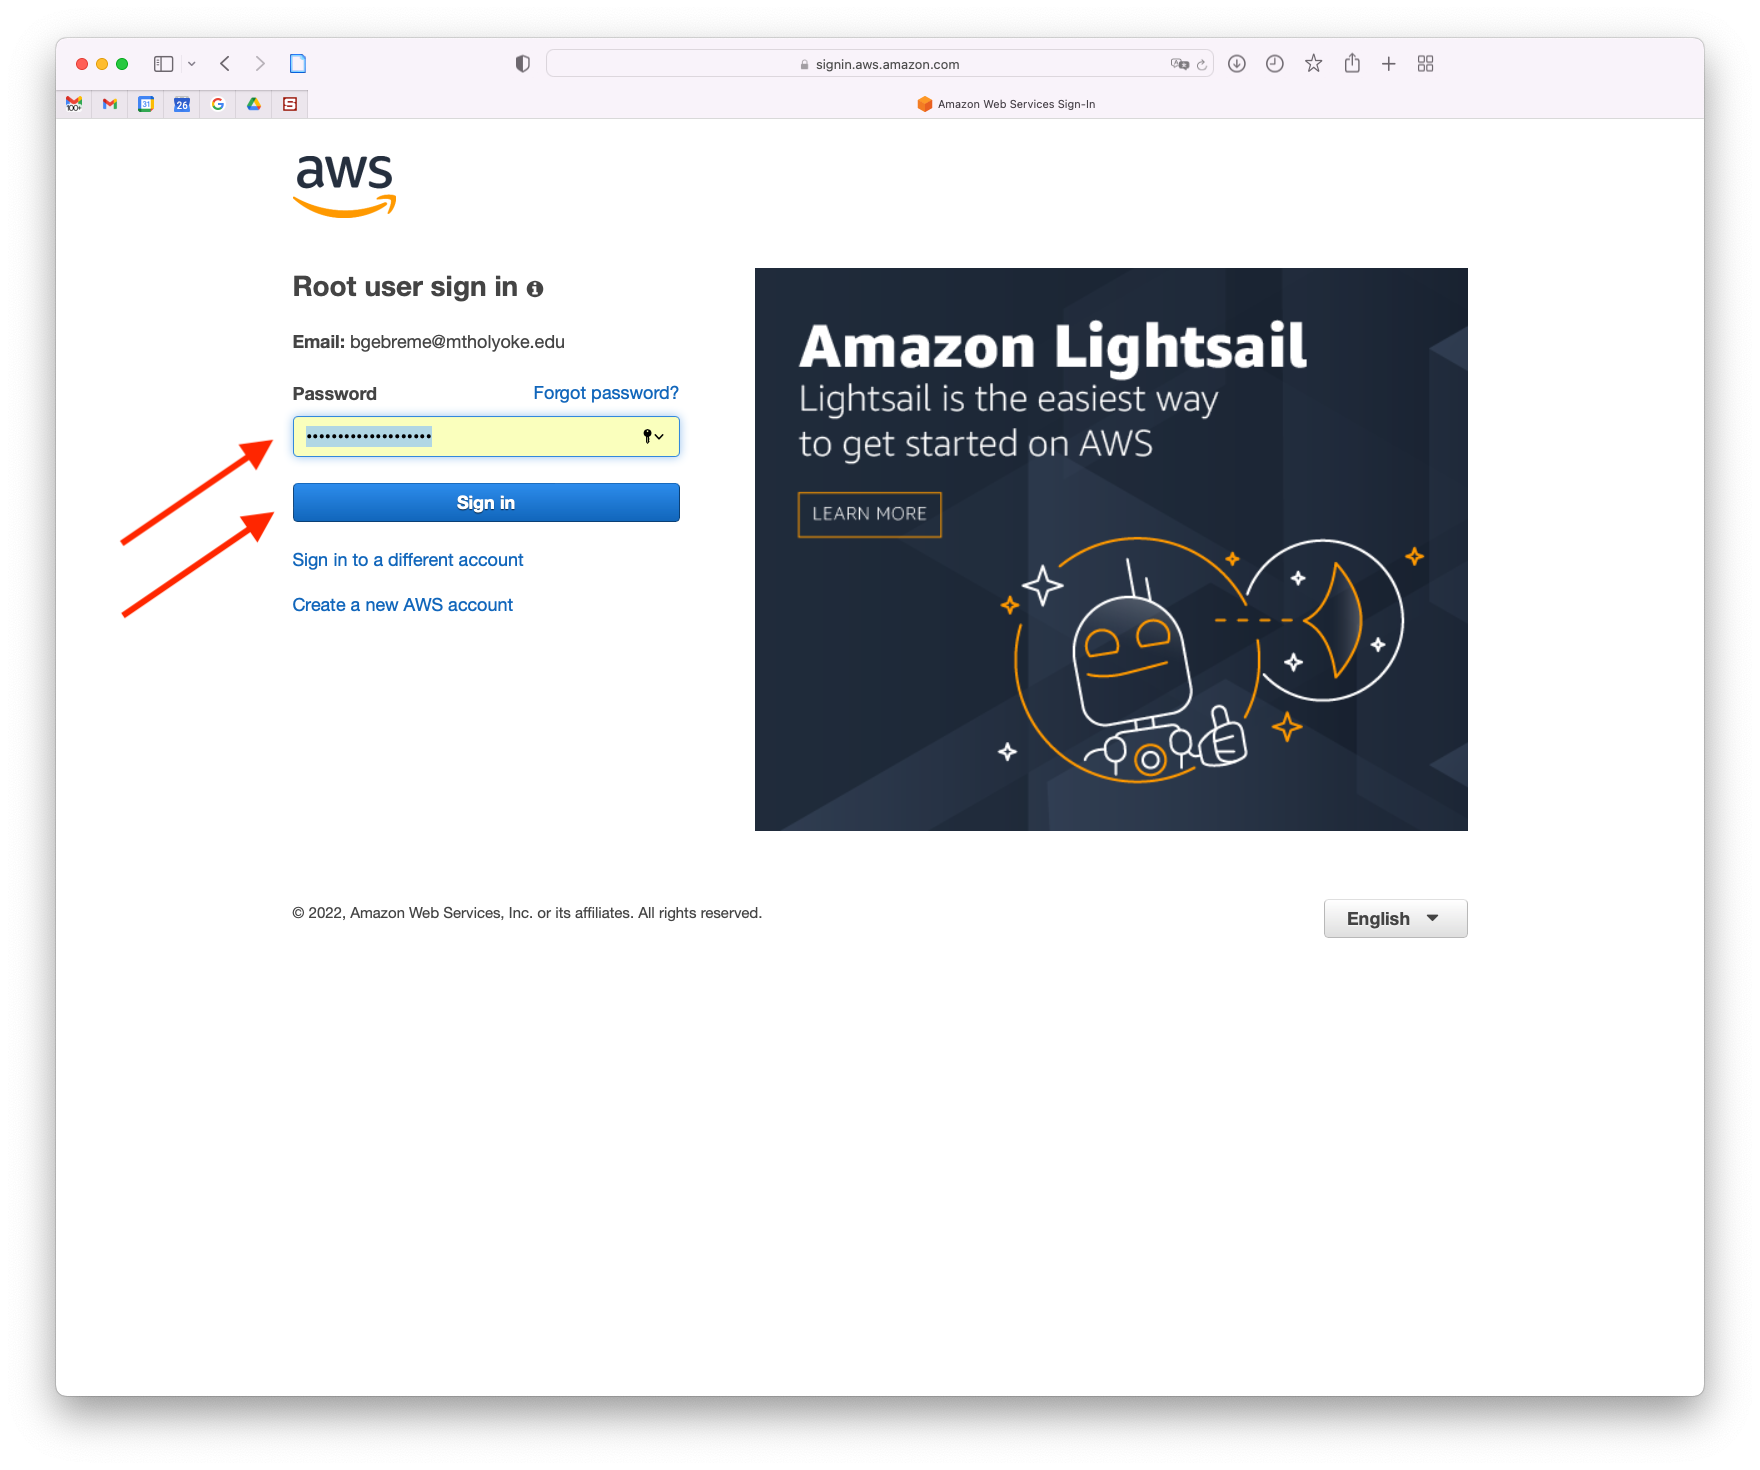 signin.aws.amazon.com
100+
31
26
Amazon Web Services Sign-In
aws
Root user sign in
Email: bgebreme@mtholyoke.edu
Password
Forgot password?
••••••••••••••••••••
Sign in
Sign in to a different account
Create a new AWS account
Amazon Lightsail
Lightsail is the easiest way
to get started on AWS
LEARN MORE
© 2022, Amazon Web Services, Inc. or its affiliates. All rights reserved.
English